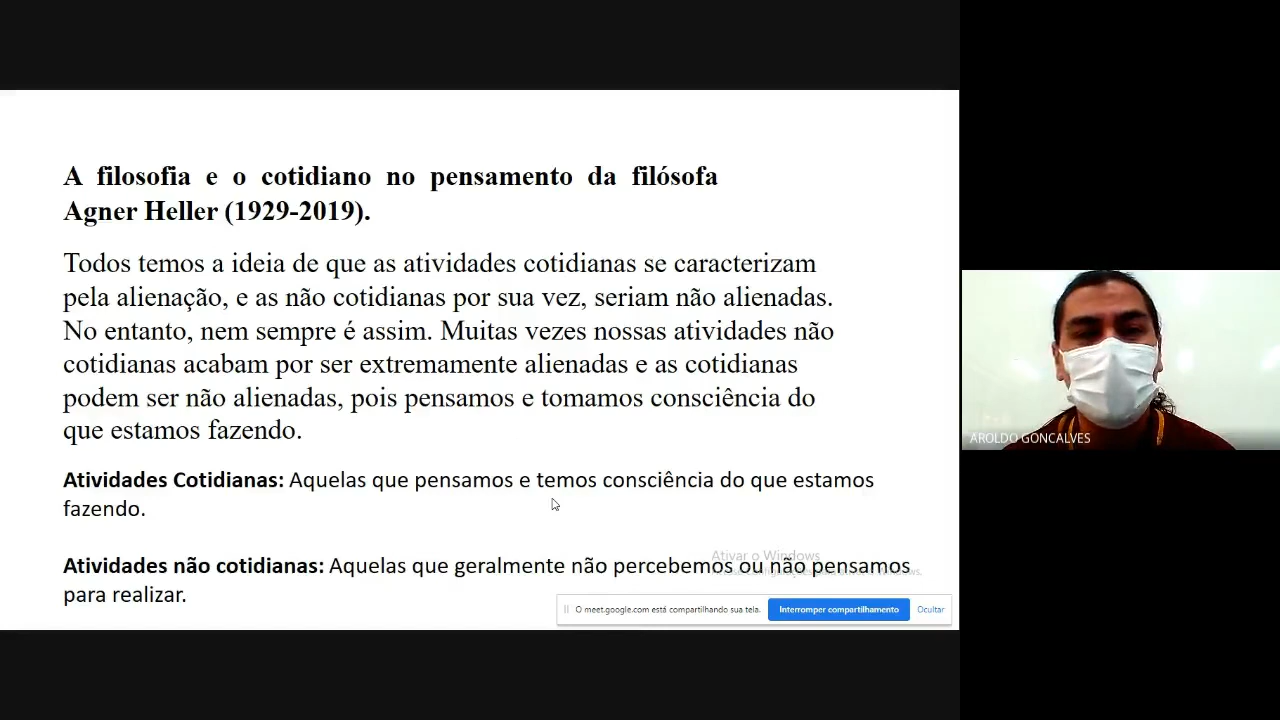 A filosofia e o cotidiano no pensamento da filósofa
Agner Heller (1929-2019).
Todos temos a ideia de que as atividades cotidianas se caracterizam
pela alienação, e as não cotidianas por sua vez, seriam não alienadas.
No entanto, nem sempre é assim. Muitas vezes nossas atividades não
cotidianas acabam por ser extremamente alienadas e as cotidianas
podem ser não alienadas, pois pensamos e tomamos consciência do
que estamos fazendo.
Atividades Cotidianas: Aquelas que pensamos e temos consciência do que estamos
fazendo.
Ativar o Windows
Atividades não cotidianas: Aquelas que geralmente não percebemos ou não pensamos
para realizar.
O meet.google.com está compartilhando sua tela.
Interromper compartilhamento
Ocultar
AROLDO GONCALVES